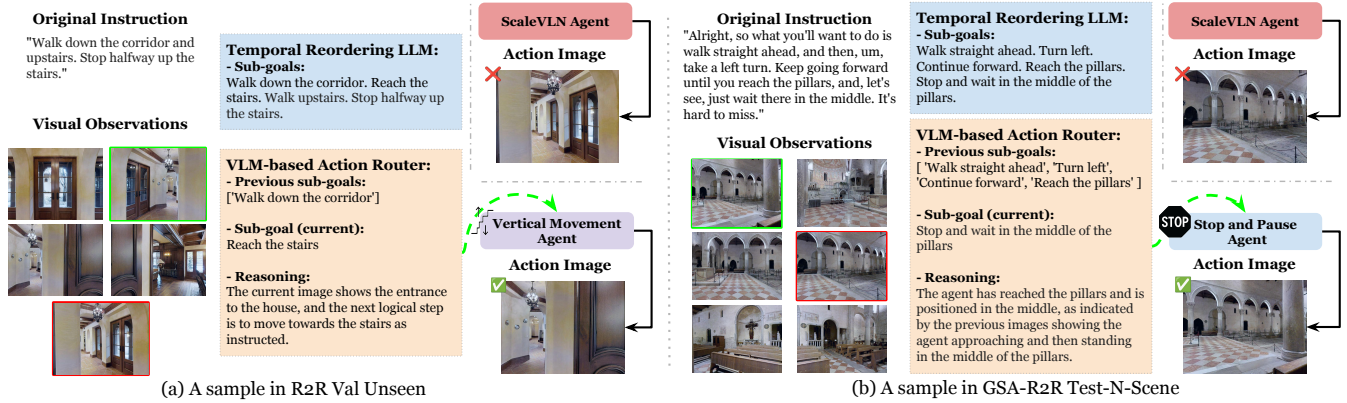 Original Instruction
"Walk down the corridor and
upstairs. Stop halfway up the
stairs."
Visual Observations
Temporal Reordering LLM:
- Sub-goals:
Walk down the corridor. Reach the
stairs. Walk upstairs. Stop halfway up
the stairs.
VLM-based Action Router:
- Previous sub-goals:
['Walk down the corridor']
- Sub-goal (current):
Reach the stairs
- Reasoning:
The current image shows the entrance
to the house, and the next logical step
is to move towards the stairs as
instructed.
ScaleVLN Agent
Action Image
Vertical Movement
Agent
Action Image
(a) A sample in R2R Val Unseen
Original Instruction
"Alright, so what you'll want to do is
walk straight ahead, and then, um,
take a left turn. Keep going forward
until you reach the pillars, and, let's
see, just wait there in the middle. It's
hard to miss."
Visual Observations
Temporal Reordering LLM:
- Sub-goals:
Walk straight ahead. Turn left.
Continue forward. Reach the pillars.
Stop and wait in the middle of the
pillars.
VLM-based Action Router:
- Previous sub-goals:
[ 'Walk straight ahead', 'Turn left',
'Continue forward', 'Reach the pillars' ]
- Sub-goal (current):
Stop and wait in the middle of the
pillars
- Reasoning:
The agent has reached the pillars and is
positioned in the middle, as indicated
by the previous images showing the
agent approaching and then standing
in the middle of the pillars.
ScaleVLN Agent
Action Image
STOP
Stop and Pause
Agent
Action Image
(b) A sample in GSA-R2R Test-N-Scene